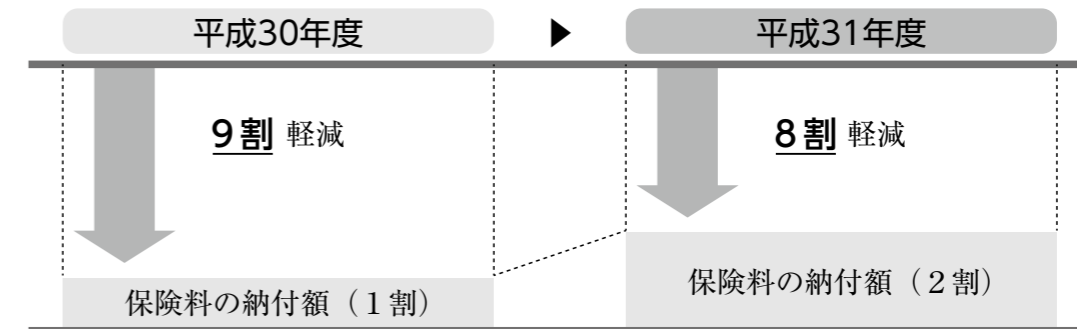 平成30年度 ▶ 平成31年度
9割 軽減
8割 軽減
保険料の納付額（１割）
保険料の納付額（２割）